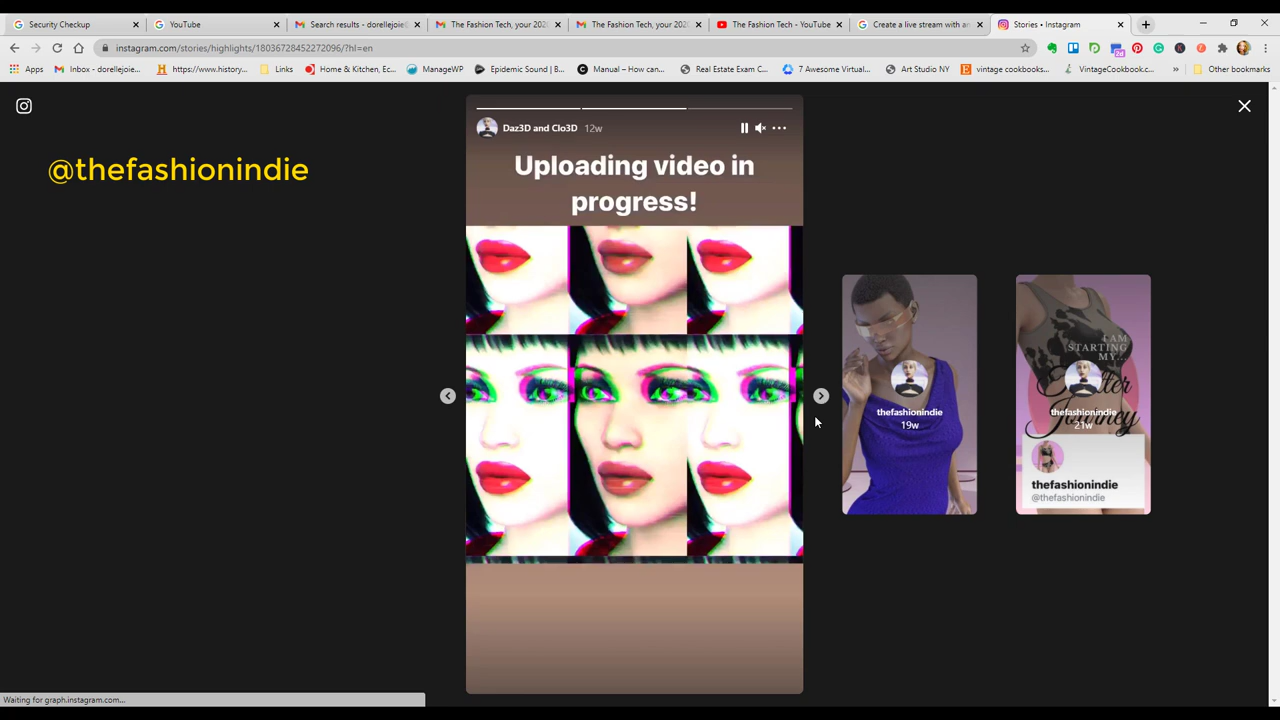 Security Checkup
YouTube
Search results - dorellejoie
The Fashion Tech, your 202
The Fashion Tech, your 202
The Fashion Tech - YouTube
Create a live stream with an
Stories • Instagram
instagram.com/stories/highlights/18036728452272096/?hl=en
Apps
Inbox - dorellejoie@...
https://www.history...
Links
Home & Kitchen, Ec...
ManageWP
Epidemic Sound | B...
Manual – How can...
Real Estate Exam C...
7 Awesome Virtual...
Art Studio NY
vintage cookbooks...
VintageCookbook.c...
»
Other bookmarks
@thefashionindie
Daz3D and Clo3D 12w
Uploading video in
progress!
thefashionindie
19w
I AM
STARTING
MY...
Journey
thefashionindie
21w
thefashionindie
@thefashionindie
Waiting for graph.instagram.com...